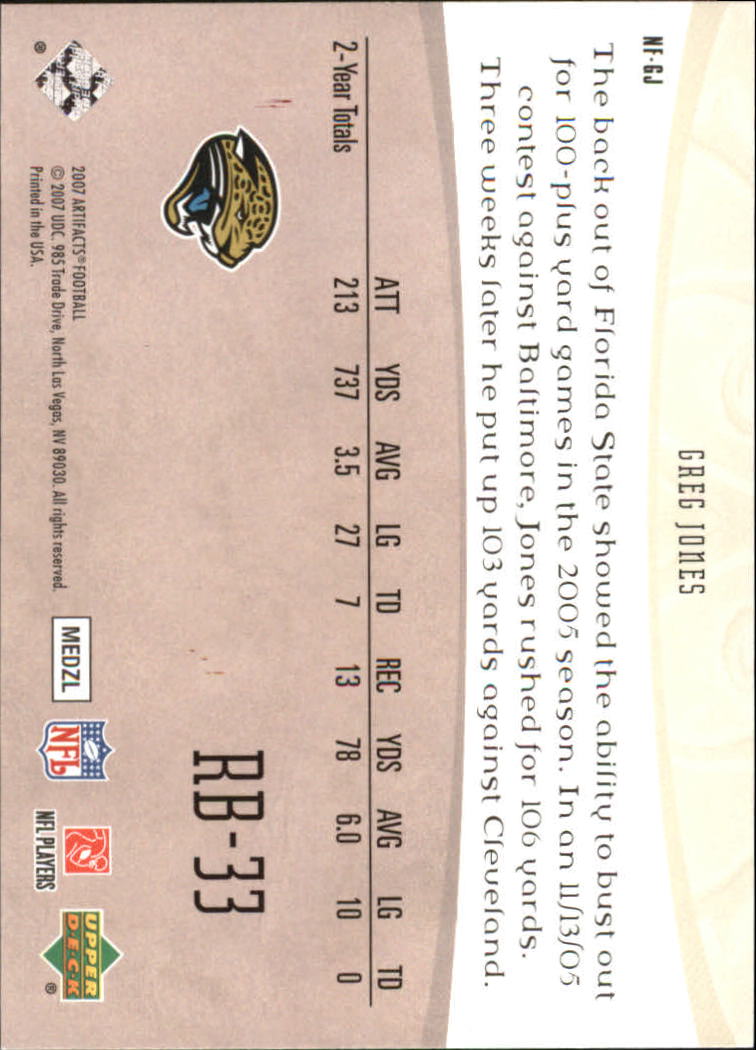 GREG JONES
NF-GJ
The back out of Florida State showed the ability to bust out
for 100-plus yard games in the 2005 season. In an 11/13/05
contest against Baltimore, Jones rushed for 106 yards.
Three weeks later he put up 103 yards against Cleveland.
ATT YDS AVG LG TD REC YDS AVG LG TD
2-Year Totals 213 737 3.5 27 7 13 78 6.0 10 0
RB-33
2007 ARTIFACTS® FOOTBALL
© 2007 UDC. 985 Trade Drive, North Las Vegas, NV 89030. All rights reserved.
Printed in the USA.
®
MEDZL
NFL
NFL PLAYERS
UPPER
DECK
®